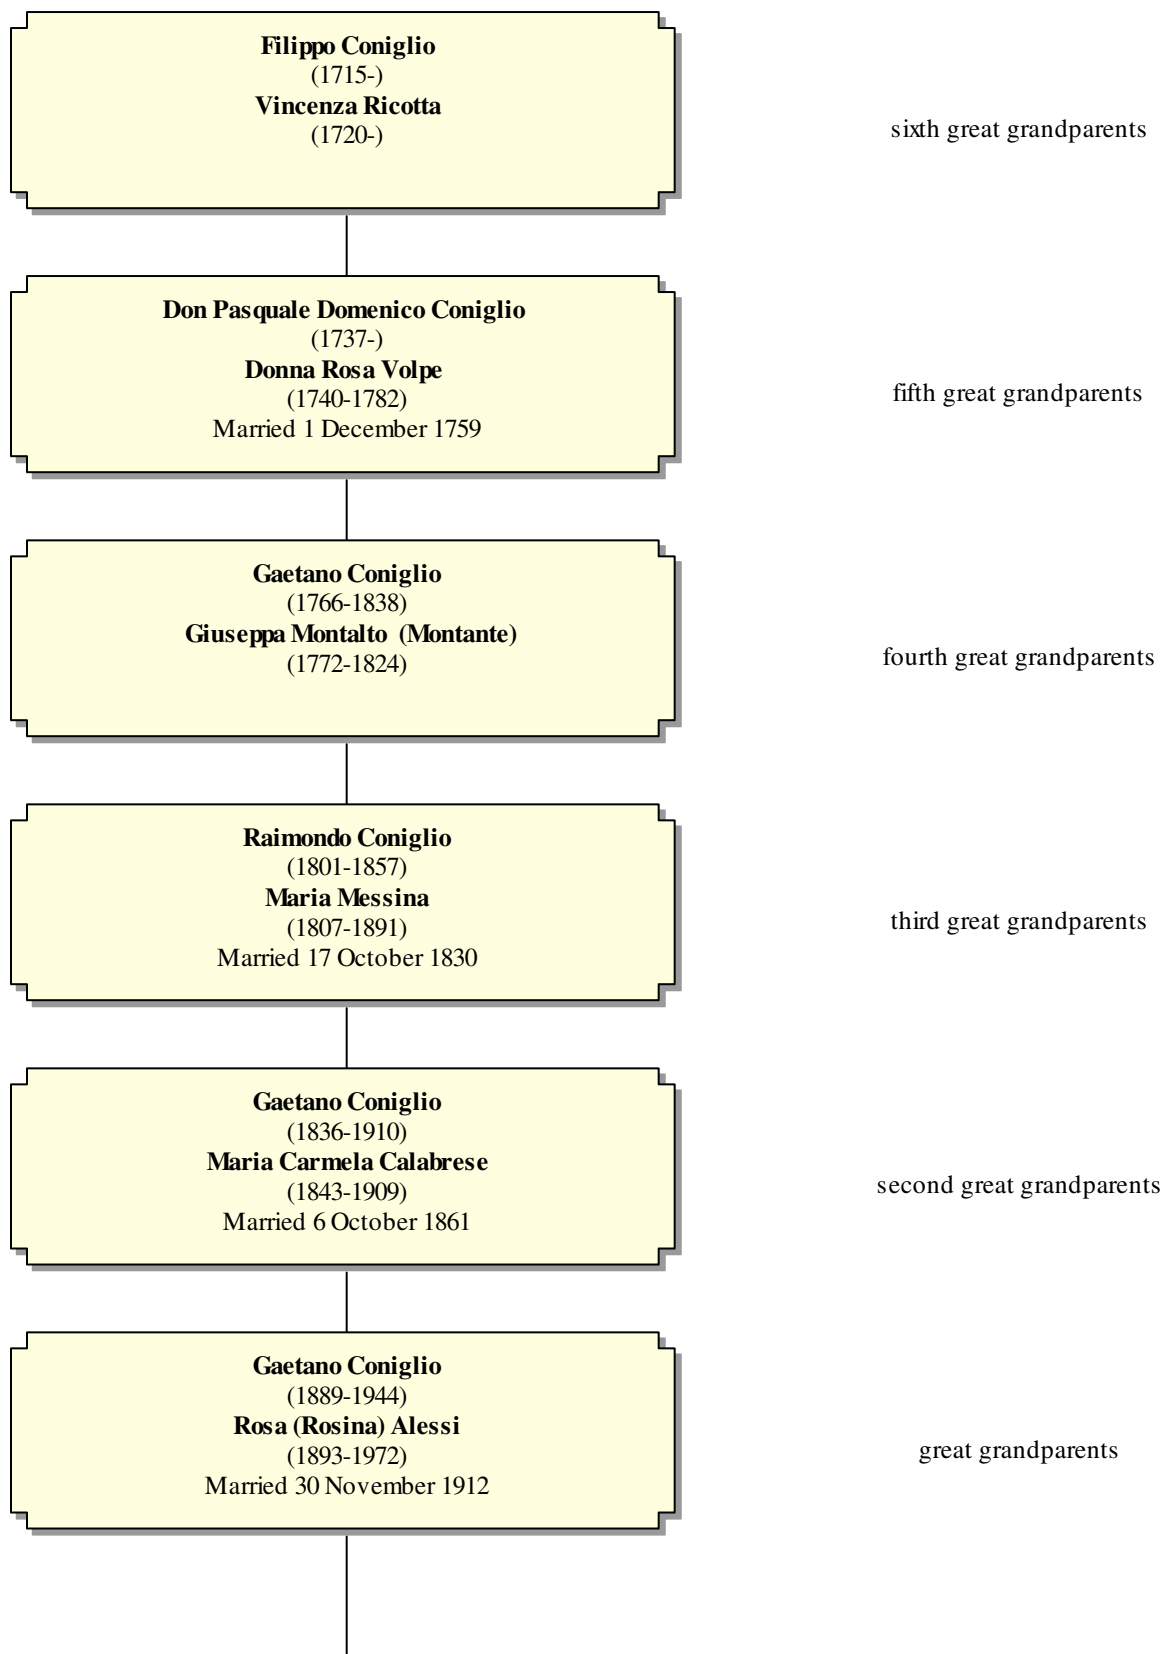 Filippo Coniglio
(1715-)
Vincenza Ricotta
(1720-)
sixth great grandparents
Don Pasquale Domenico Coniglio
(1737-)
Donna Rosa Volpe
(1740-1782)
Married 1 December 1759
fifth great grandparents
Gaetano Coniglio
(1766-1838)
Giuseppa Montalto (Montante)
(1772-1824)
fourth great grandparents
Raimondo Coniglio
(1801-1857)
Maria Messina
(1807-1891)
Married 17 October 1830
third great grandparents
Gaetano Coniglio
(1836-1910)
Maria Carmela Calabrese
(1843-1909)
Married 6 October 1861
second great grandparents
Gaetano Coniglio
(1889-1944)
Rosa (Rosina) Alessi
(1893-1972)
Married 30 November 1912
great grandparents